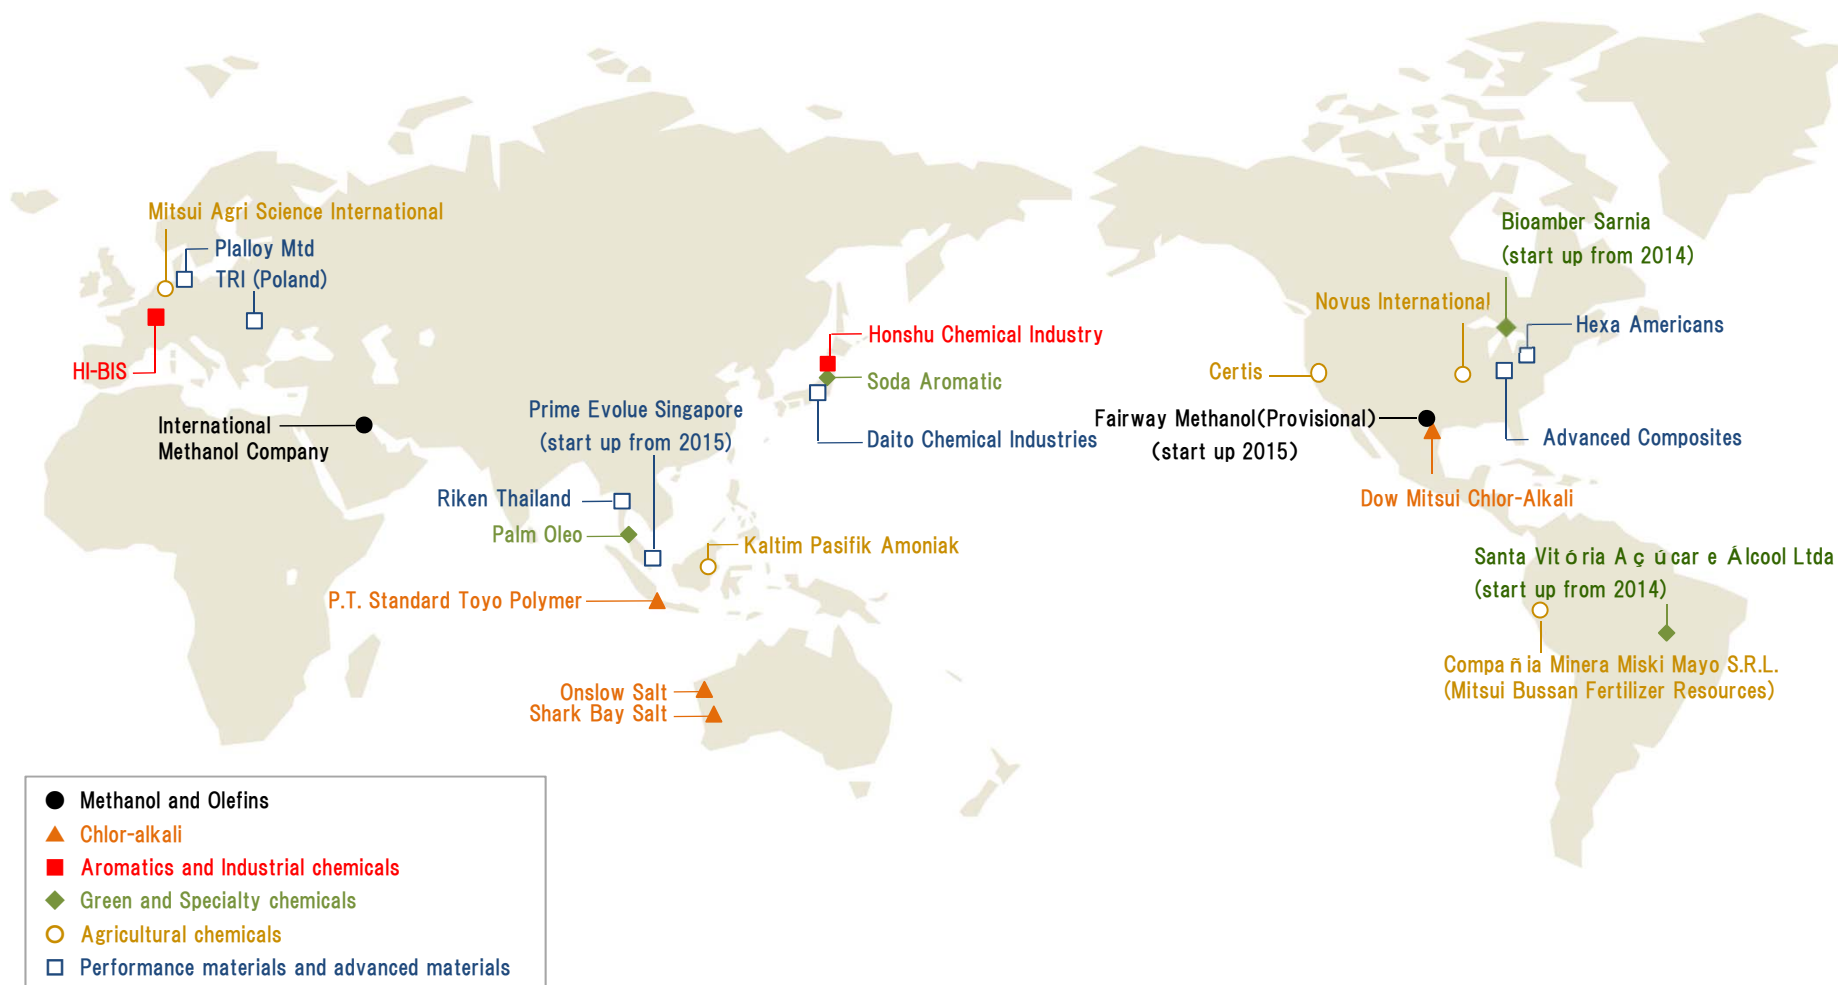 Mitsui Agri Science International
Plalloy Mtd
TRI (Poland)
HI-BIS
International
Methanol Company
Honshu Chemical Industry
Soda Aromatic
Daito Chemical Industries
Prime Evolue Singapore
(start up from 2015)
Riken Thailand
Palm Oleo
Kaltim Pasifik Amoniak
P.T. Standard Toyo Polymer
Onslow Salt
Shark Bay Salt
Bioamber Sarnia
(start up from 2014)
Novus International
Hexa Americans
Certis
Fairway Methanol(Provisional)
(start up 2015)
Advanced Composites
Dow Mitsui Chlor-Alkali
Santa Vitória Açúcar e Álcool Ltda
(start up from 2014)
Compañia Minera Miski Mayo S.R.L.
(Mitsui Bussan Fertilizer Resources)
Methanol and Olefins
Chlor-alkali
Aromatics and Industrial chemicals
Green and Specialty chemicals
Agricultural chemicals
Performance materials and advanced materials